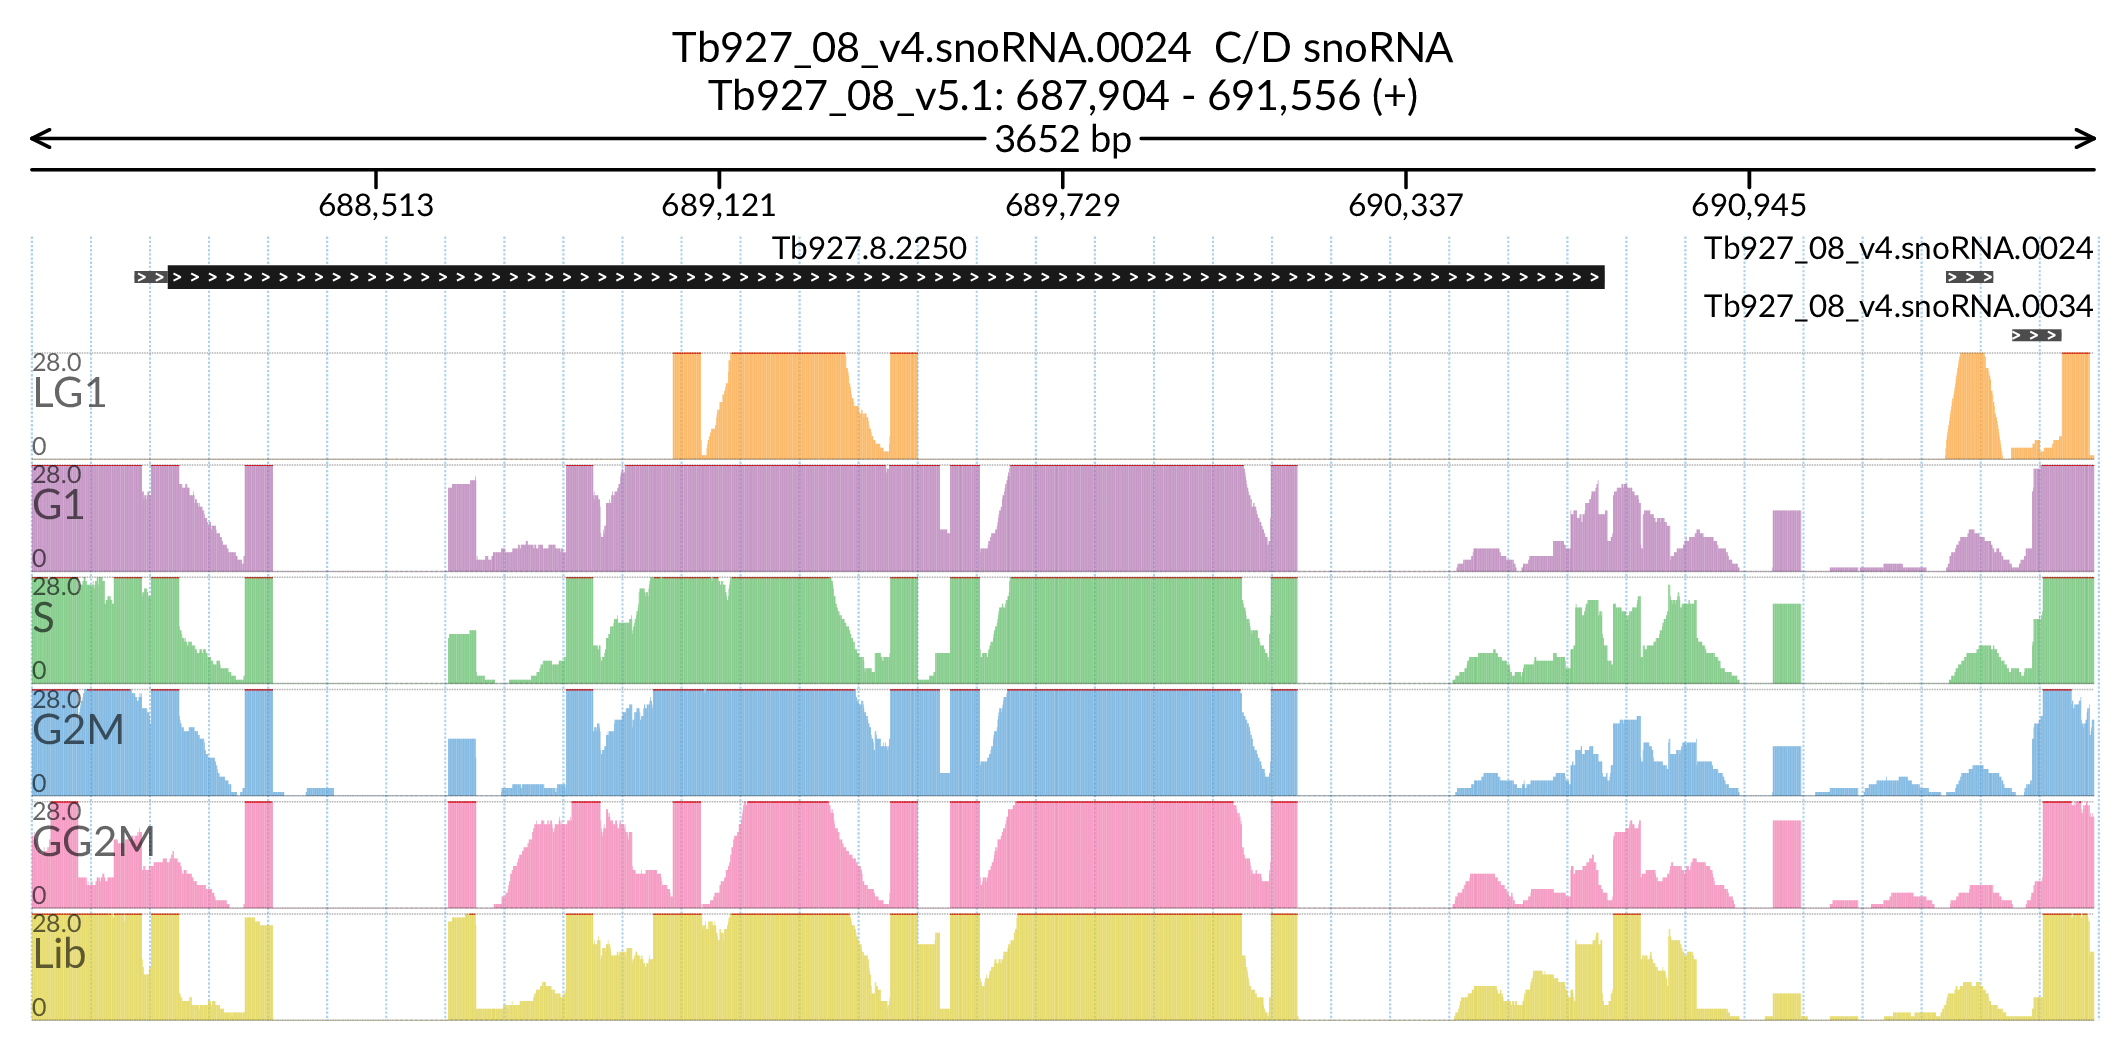 Tb927_08_v4.snoRNA.0024 C/D snoRNA
Tb927_08_v5.1: 687,904 - 691,556 (+)
3652 bp
688,513 689,121 689,729 690,337 690,945
Tb927.8.2250 Tb927_08_v4.snoRNA.0024
Tb927_08_v4.snoRNA.0034
28.0
LG1
0
28.0
G1
0
28.0
S
0
28.0
G2M
0
28.0
GG2M
0
28.0
Lib
0